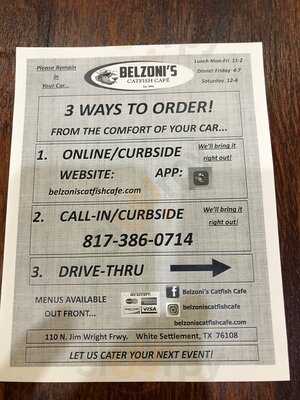 Please Remain
in
Your Car...
BELZONI'S
CATFISH CAFÉ
Lunch Mon-Fri 11-2
Dinner Friday 4-7
Saturday 12-6
3 WAYS TO ORDER!
FROM THE COMFORT OF YOUR CAR...
1. ONLINE/CURBSIDE
We'll bring it
right out!
WEBSITE: APP:
belzoniscatfishcafe.com
2. CALL-IN/CURBSIDE
We'll bring it
right out!
817-386-0714
3. DRIVE-THRU
MENUS AVAILABLE
OUT FRONT...
VISA
Belzoni's Catfish Cafe
belzoniscatfishcafe
belzoniscatfishcafe.com
110 N. Jim Wright Frwy. White Settlement, TX 76108
LET US CATER YOUR NEXT EVENT!